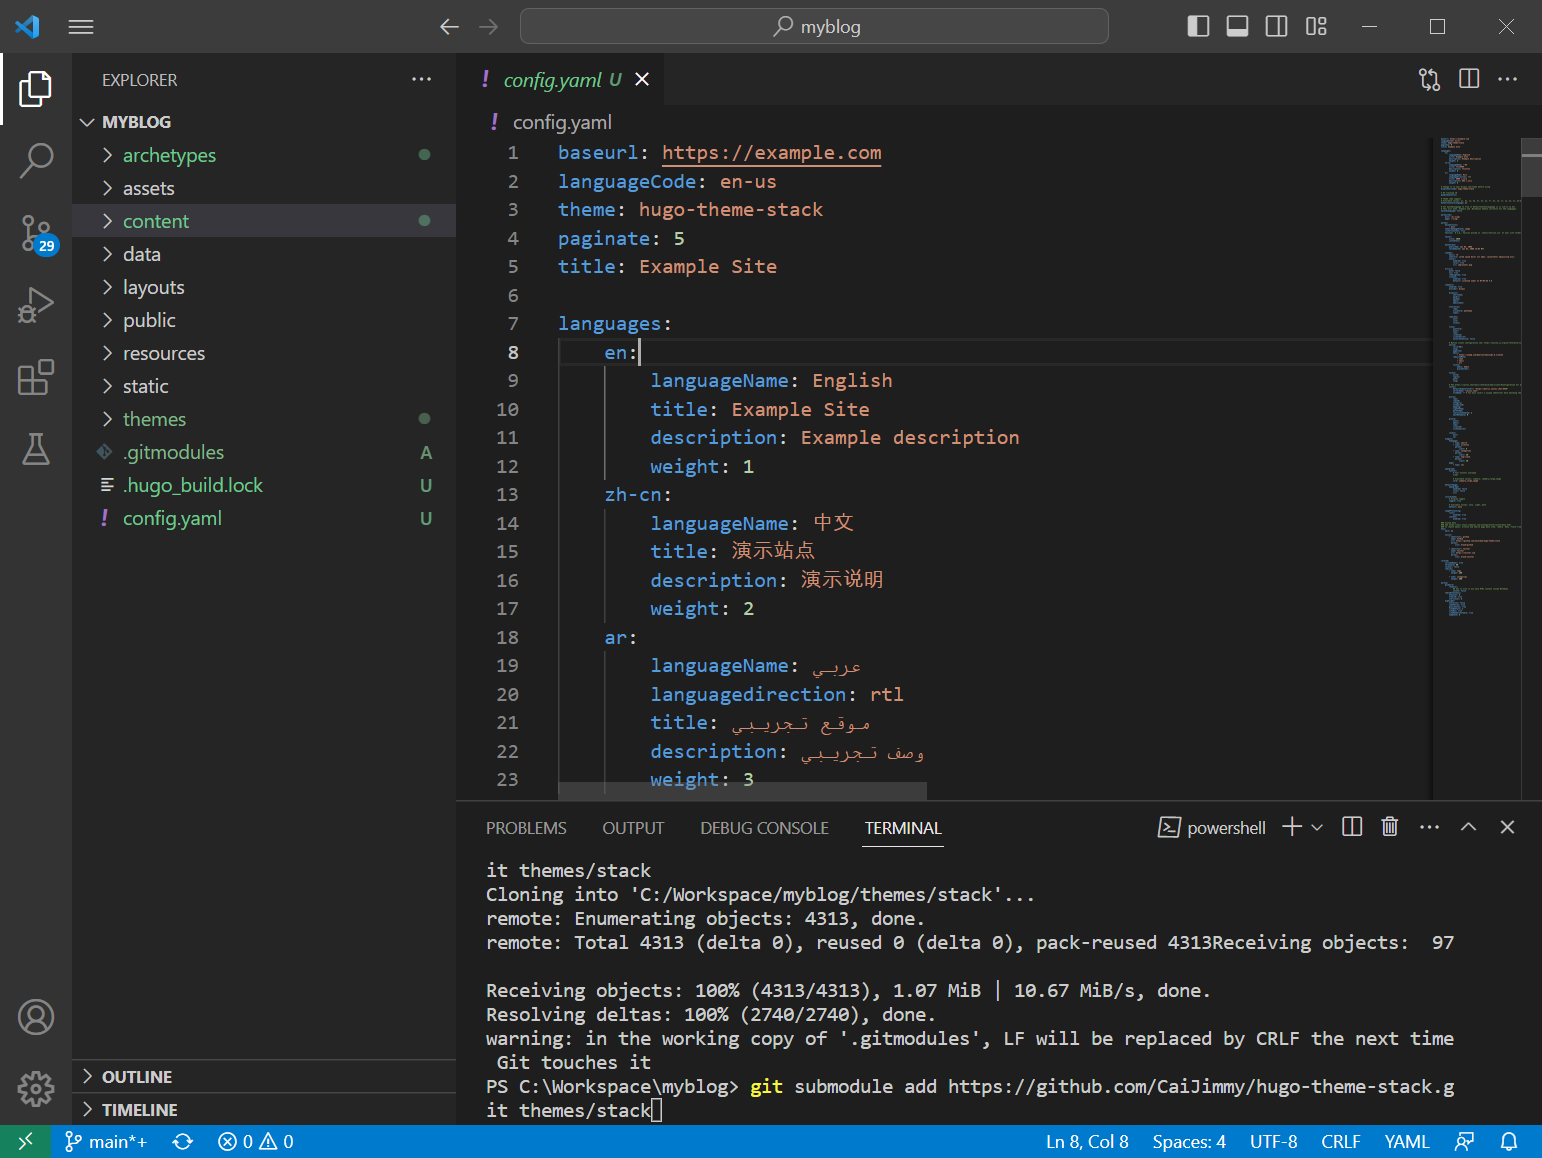 myblog
EXPLORER
MYBLOG
archetypes
assets
content
data
layouts
public
resources
static
themes
.gitmodules A
.hugo_build.lock U
config.yaml U
29
OUTLINE
TIMELINE
! config.yaml U
! config.yaml
1 baseurl: https://example.com
2 languageCode: en-us
3 theme: hugo-theme-stack
4 paginate: 5
5 title: Example Site
6
7 languages:
8 en:
9 languageName: English
10 title: Example Site
11 description: Example description
12 weight: 1
13 zh-cn:
14 languageName: 中文
15 title: 演示站点
16 description: 演示说明
17 weight: 2
18 ar:
19 languageName: عربي
20 languagedirection: rtl
21 title: موقع تجريبي
22 description: وصف تجريبي
23 weight: 3
PROBLEMS OUTPUT DEBUG CONSOLE TERMINAL powershell
it themes/stack
Cloning into 'C:/Workspace/myblog/themes/stack'...
remote: Enumerating objects: 4313, done.
remote: Total 4313 (delta 0), reused 0 (delta 0), pack-reused 4313Receiving objects:  97
Receiving objects: 100% (4313/4313), 1.07 MiB | 10.67 MiB/s, done.
Resolving deltas: 100% (2740/2740), done.
warning: in the working copy of '.gitmodules', LF will be replaced by CRLF the next time
Git touches it
PS C:\Workspace\myblog> git submodule add https://github.com/CaiJimmy/hugo-theme-stack.g
it themes/stack
main*+ 0 0 Ln 8, Col 8 Spaces: 4 UTF-8 CRLF YAML